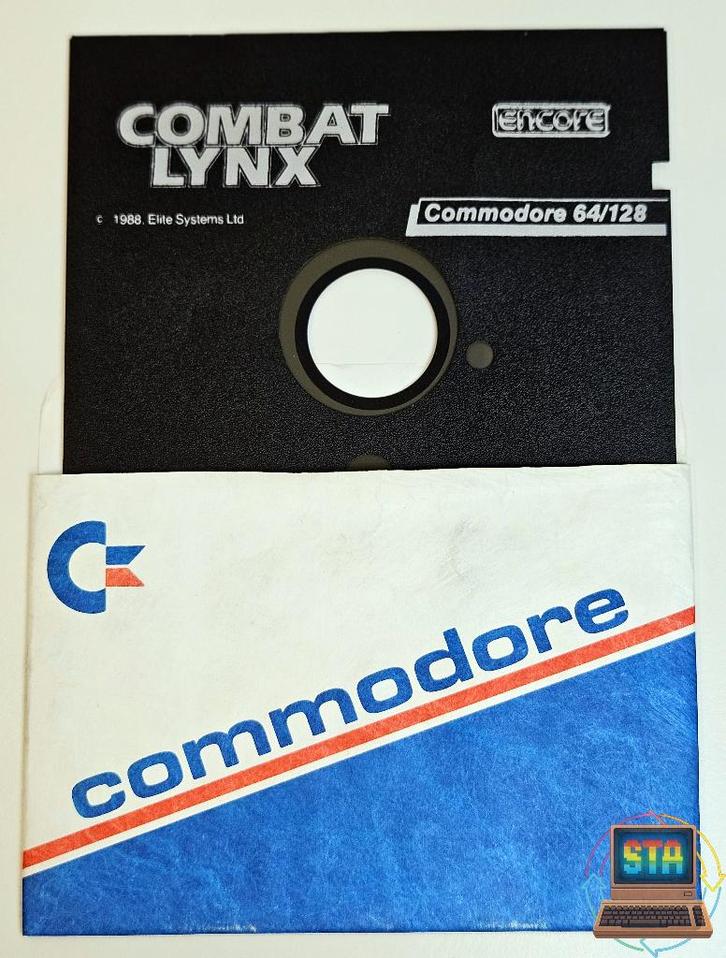 COMBAT
LYNX
encore
c 1988. Elite Systems Ltd
Commodore 64/128
commodore
STA